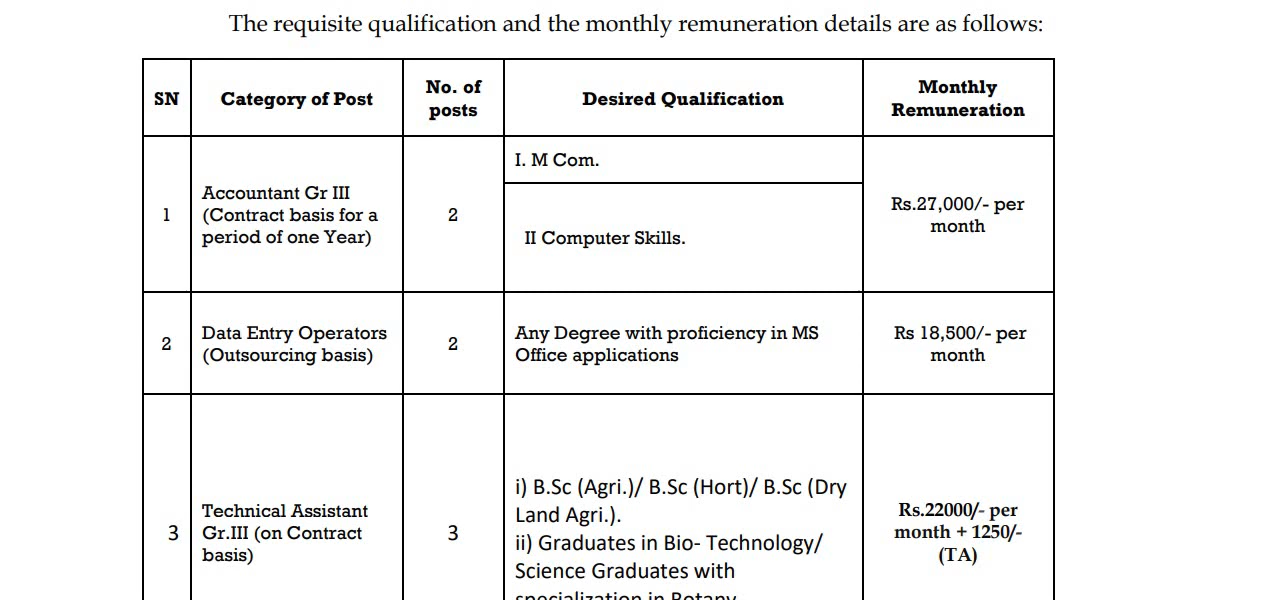 The requisite qualification and the monthly remuneration details are as follows:
SN
Category of Post
No. of
posts
Desired Qualification
Monthly
Remuneration
1
Accountant Gr III
(Contract basis for a
period of one Year)
2
I. M Com.
II Computer Skills.
Rs.27,000/- per
month
2
Data Entry Operators
(Outsourcing basis)
2
Any Degree with proficiency in MS
Office applications
Rs 18,500/- per
month
3
Technical Assistant
Gr.III (on Contract
basis)
3
i) B.Sc (Agri.)/ B.Sc (Hort)/ B.Sc (Dry
Land Agri.).
ii) Graduates in Bio- Technology/
Science Graduates with
specialization in Botany
Rs.22000/- per
month + 1250/-
(TA)